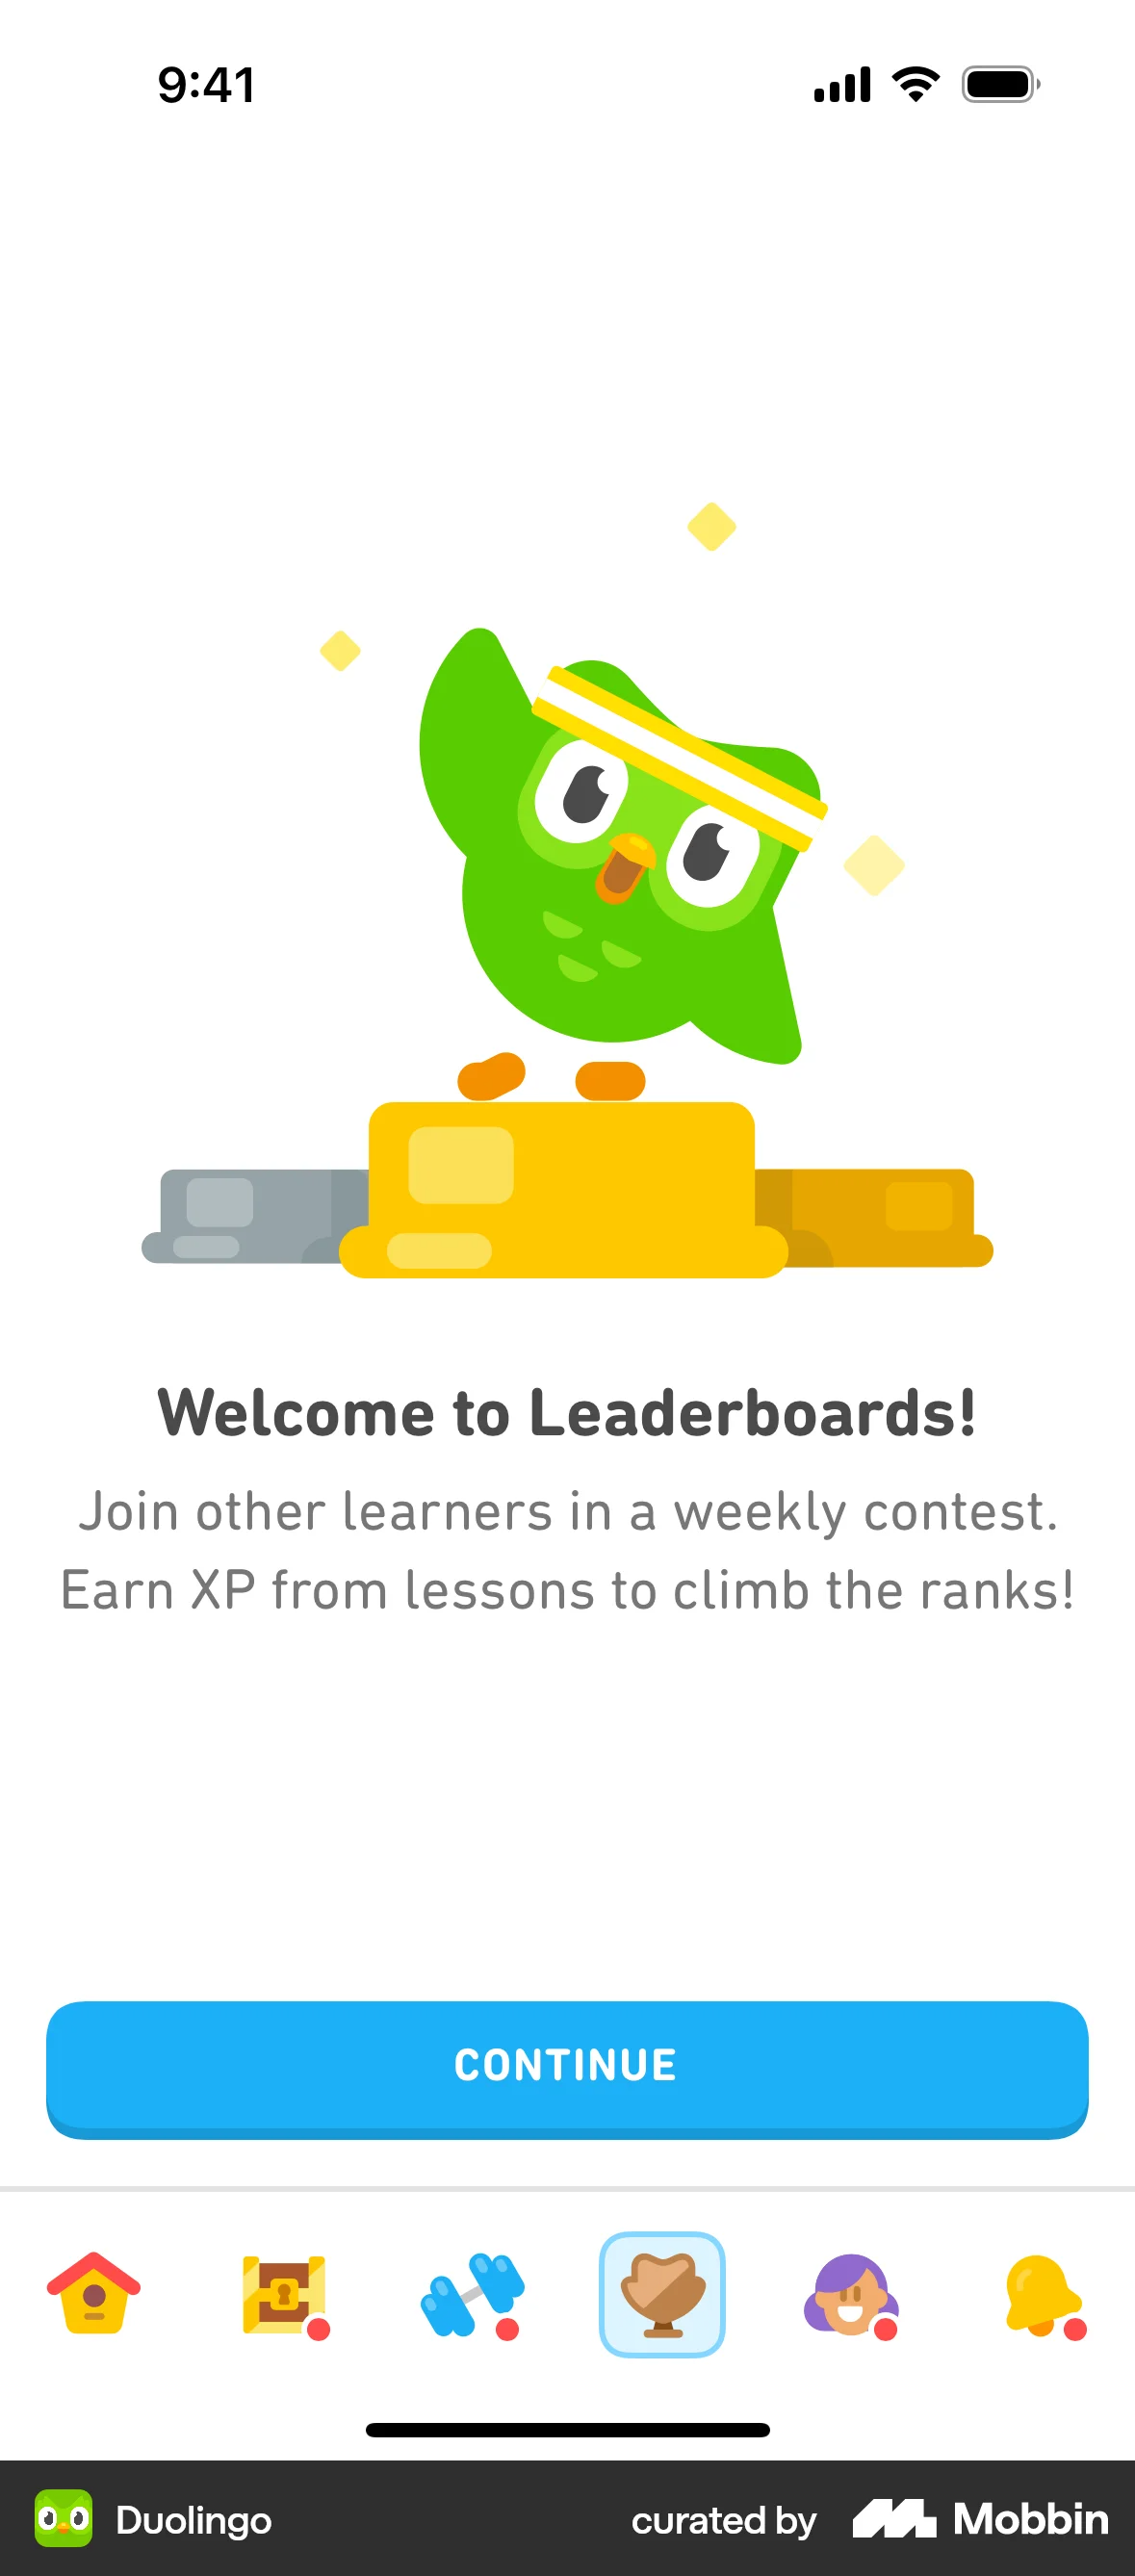 9:41
Welcome to Leaderboards!
Join other learners in a weekly contest.
Earn XP from lessons to climb the ranks!
CONTINUE
Duolingo
curated by Mobbin